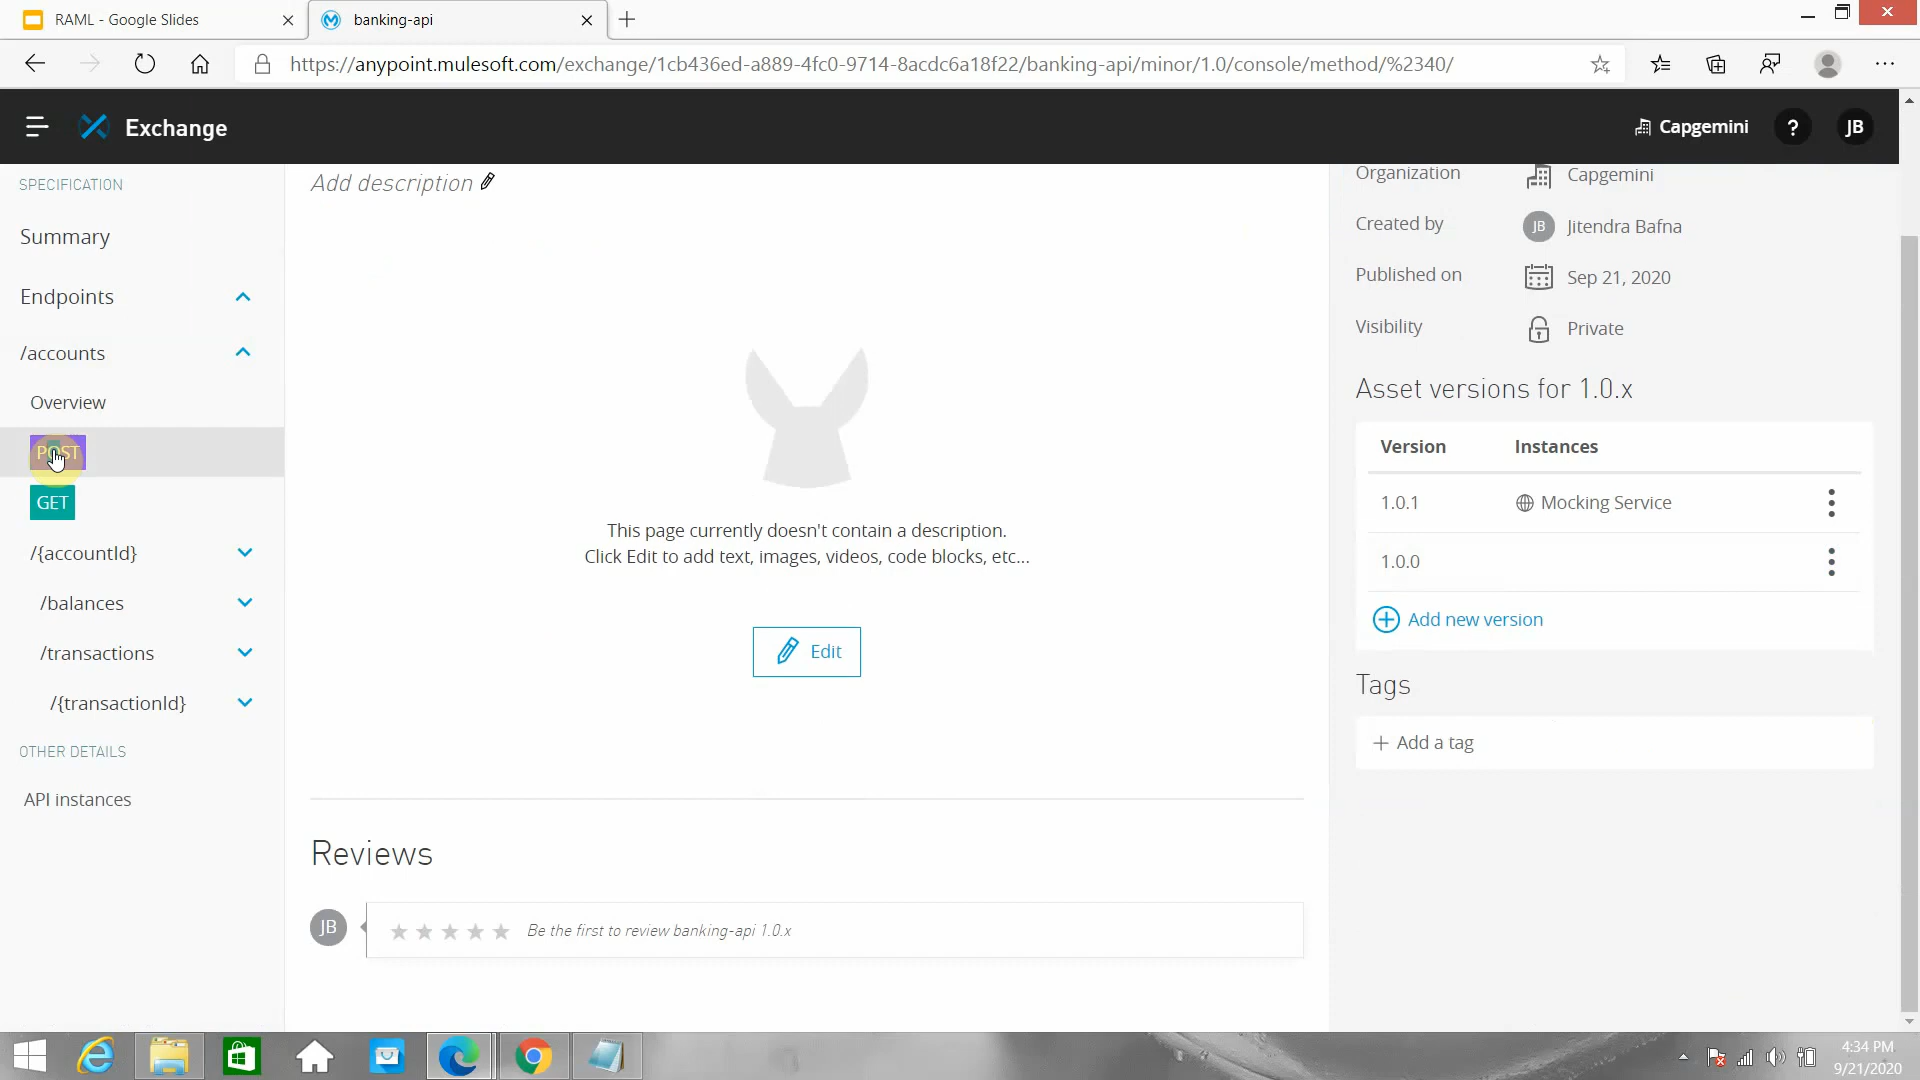 RAML - Google Slides
banking-api
https://anypoint.mulesoft.com/exchange/1cb436ed-a889-4fc0-9714-8acdc6a18f22/banking-api/minor/1.0/console/method/%2340/
Exchange
Capgemini
?
JB
SPECIFICATION
Summary
Endpoints
/accounts
Overview
POST
GET
/{accountId}
/balances
/transactions
/{transactionId}
OTHER DETAILS
API instances
Add description
This page currently doesn't contain a description.
Click Edit to add text, images, videos, code blocks, etc...
Edit
Reviews
JB
Be the first to review banking-api 1.0.x
Organization Capgemini
Created by JB Jitendra Bafna
Published on Sep 21, 2020
Visibility Private
Asset versions for 1.0.x
Version Instances
1.0.1 Mocking Service
1.0.0
Add new version
Tags
+ Add a tag
4:34 PM
9/21/2020